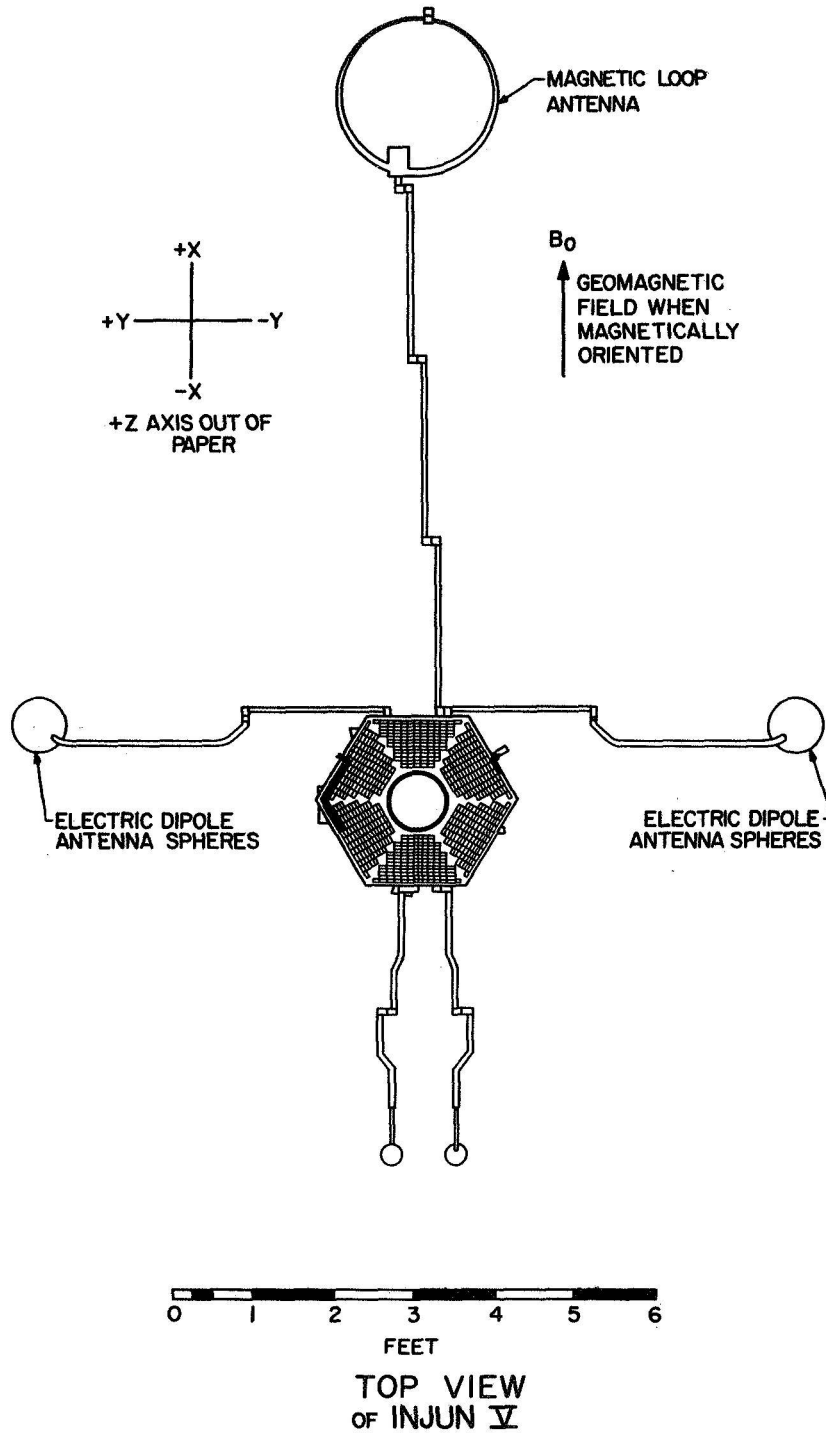 MAGNETIC LOOP
ANTENNA
B₀
GEOMAGNETIC
FIELD WHEN
MAGNETICALLY
ORIENTED
+X
+Y
-Y
-X
+Z AXIS OUT OF
PAPER
ELECTRIC DIPOLE
ANTENNA SPHERES
ELECTRIC DIPOLE
ANTENNA SPHERES
0 1 2 3 4 5 6
FEET
TOP VIEW
OF INJUN V